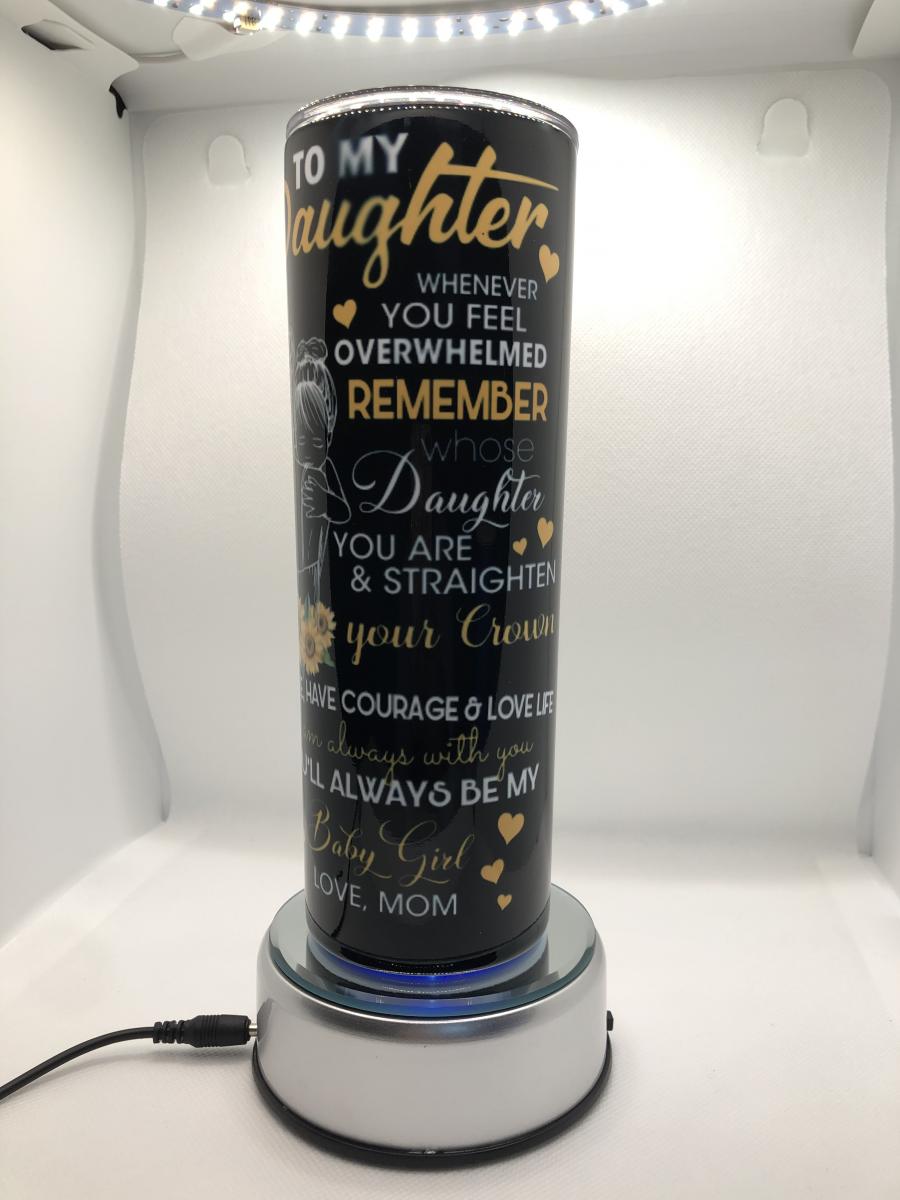 TO MY
Daughter
WHENEVER
YOU FEEL
OVERWHELMED
REMEMBER
whose
Daughter
YOU ARE
& STRAIGHTEN
your Crown
HAVE COURAGE & LOVE LIFE
always with you
U'LL ALWAYS BE MY
Baby Girl
LOVE, MOM